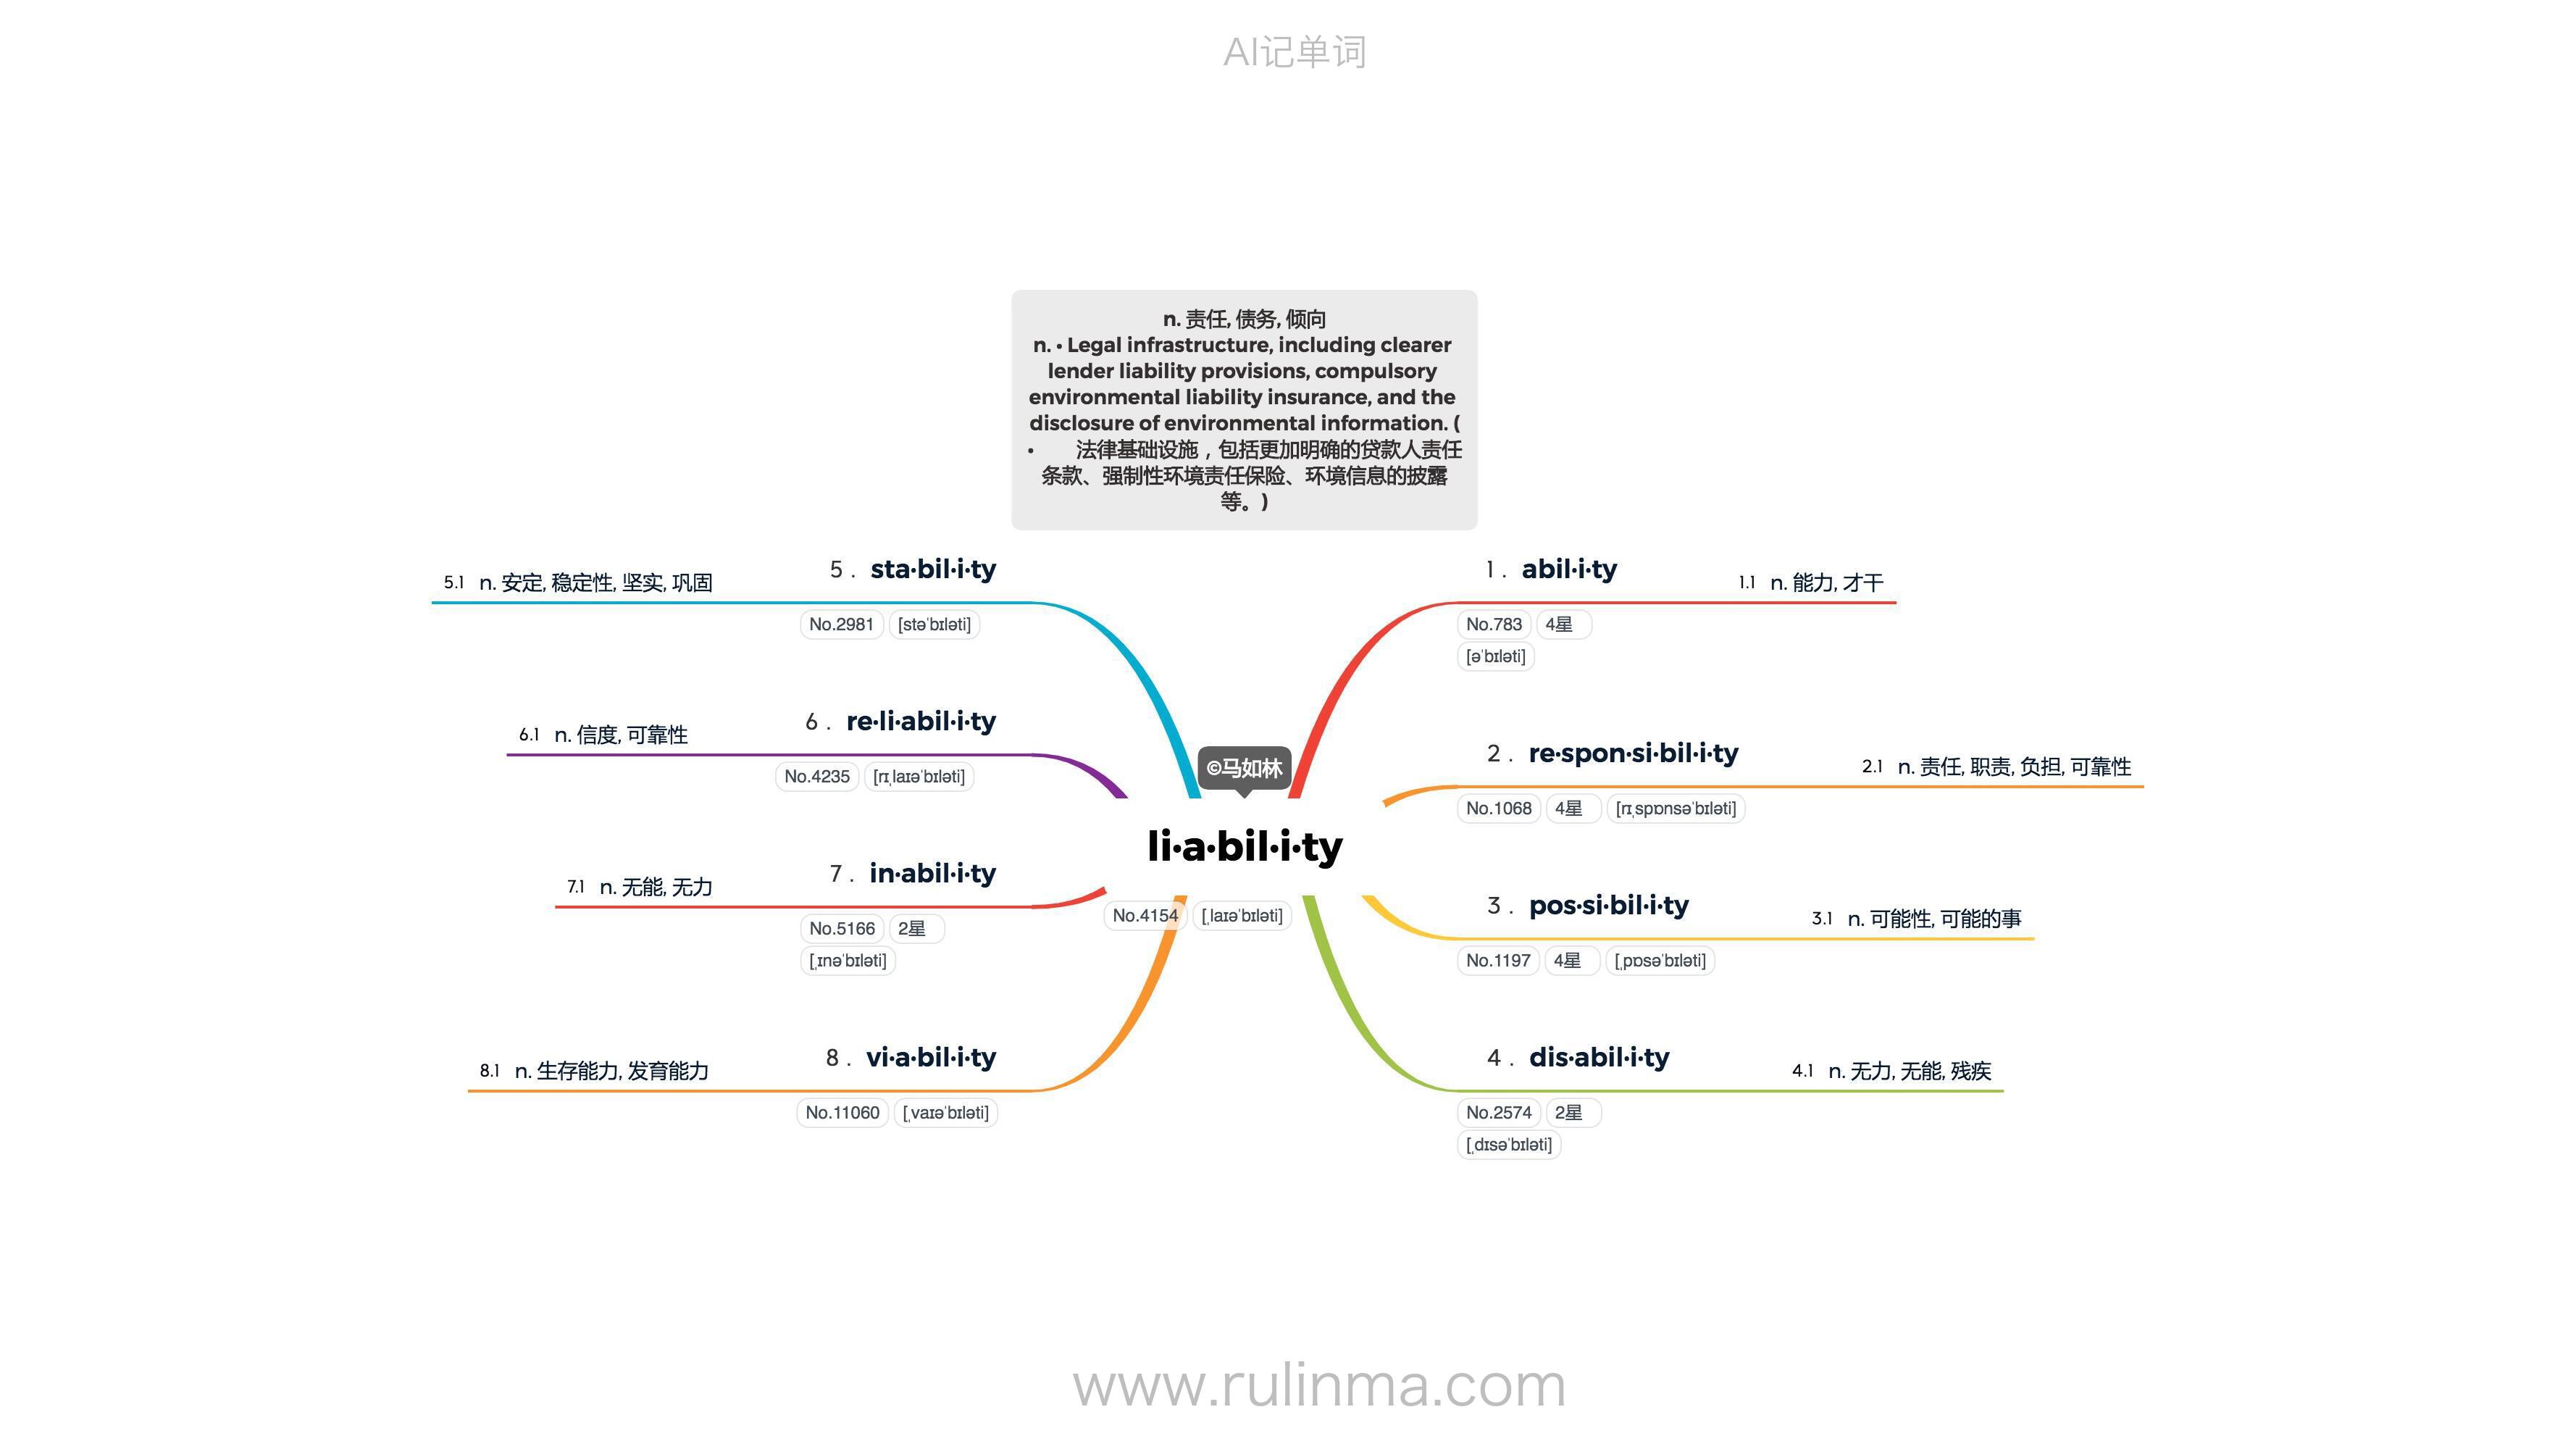 AI记单词
n. 责任, 债务, 倾向
n. • Legal infrastructure, including clearer
lender liability provisions, compulsory
environmental liability insurance, and the
disclosure of environmental information. (
• 法律基础设施，包括更加明确的贷款人责任
条款、强制性环境责任保险、环境信息的披露
等。)
©马如林
li·a·bil·i·ty
No.4154 [ˌlaɪəˈbɪləti]
1 . abil·i·ty
1.1 n. 能力, 才干
No.783 4星
[əˈbɪləti]
2 . re·spon·si·bil·i·ty
2.1 n. 责任, 职责, 负担, 可靠性
No.1068 4星 [rɪˌspɒnsəˈbɪləti]
3 . pos·si·bil·i·ty
3.1 n. 可能性, 可能的事
No.1197 4星 [ˌpɒsəˈbɪləti]
4 . dis·abil·i·ty
4.1 n. 无力, 无能, 残疾
No.2574 2星
[ˌdɪsəˈbɪləti]
5 . sta·bil·i·ty
5.1 n. 安定, 稳定性, 坚实, 巩固
No.2981 [stəˈbɪləti]
6 . re·li·abil·i·ty
6.1 n. 信度, 可靠性
No.4235 [rɪˌlaɪəˈbɪləti]
7 . in·abil·i·ty
7.1 n. 无能, 无力
No.5166 2星
[ˌɪnəˈbɪləti]
8 . vi·a·bil·i·ty
8.1 n. 生存能力, 发育能力
No.11060 [ˌvaɪəˈbɪləti]
www.rulinma.com